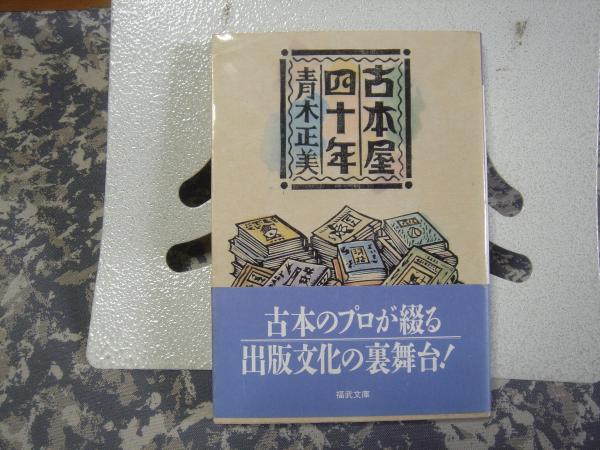 古本屋
四十年
青木正美
古本のプロが綴る
出版文化の裏舞台!
福武文庫